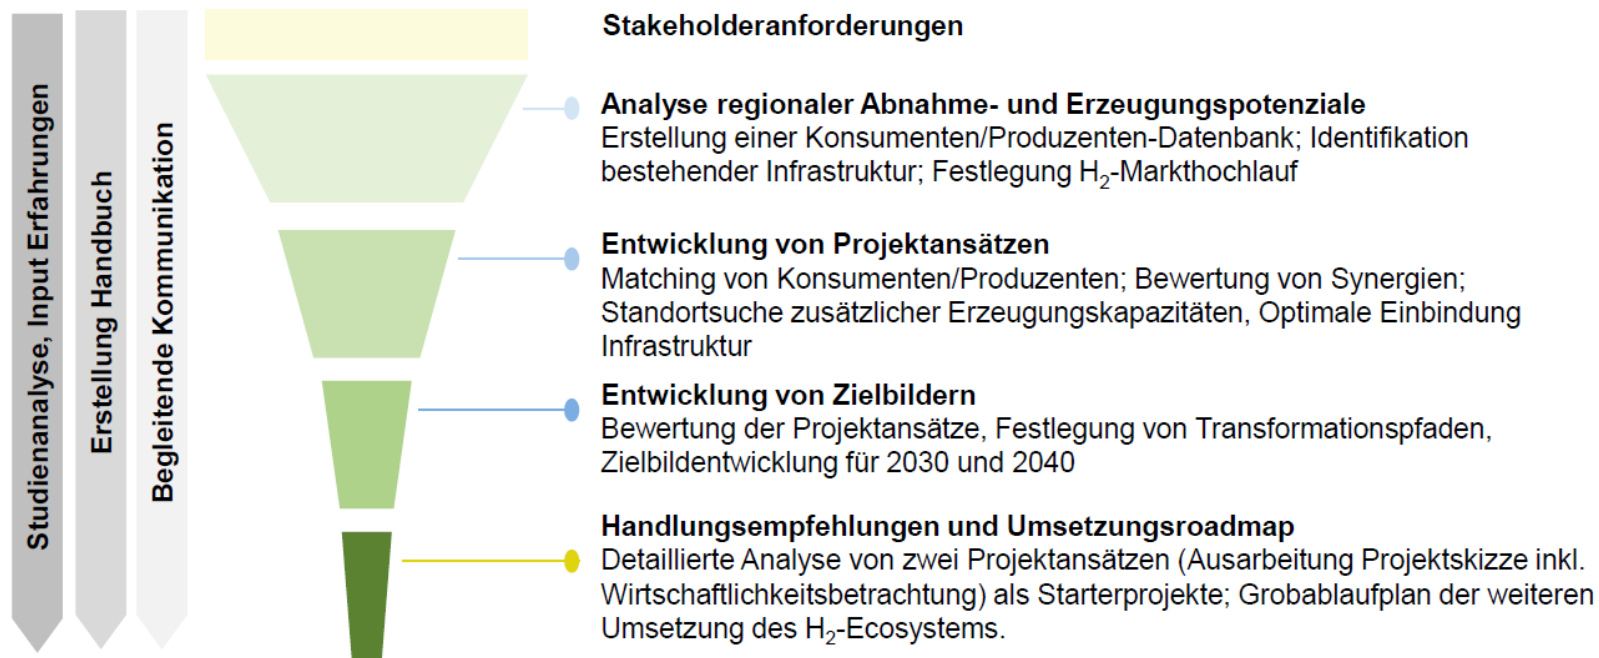 Studienanalyse, Input Erfahrungen
Erstellung Handbuch
Begleitende Kommunikation
Stakeholderanforderungen
Analyse regionaler Abnahme- und Erzeugungspotenziale
Erstellung einer Konsumenten/Produzenten-Datenbank; Identifikation
bestehender Infrastruktur; Festlegung H₂-Markthochlauf
Entwicklung von Projektansätzen
Matching von Konsumenten/Produzenten; Bewertung von Synergien;
Standortsuche zusätzlicher Erzeugungskapazitäten, Optimale Einbindung
Infrastruktur
Entwicklung von Zielbildern
Bewertung der Projektansätze, Festlegung von Transformationspfaden,
Zielbildentwicklung für 2030 und 2040
Handlungsempfehlungen und Umsetzungsroadmap
Detaillierte Analyse von zwei Projektansätzen (Ausarbeitung Projektskizze inkl.
Wirtschaftlichkeitsbetrachtung) als Starterprojekte; Grobablaufplan der weiteren
Umsetzung des H₂-Ecosystems.